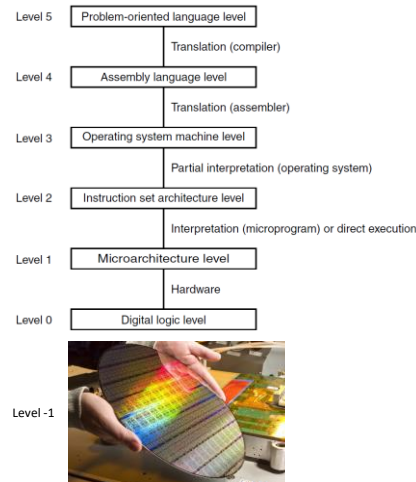 Level 5 Problem-oriented language level
Translation (compiler)
Level 4 Assembly language level
Translation (assembler)
Level 3 Operating system machine level
Partial interpretation (operating system)
Level 2 Instruction set architecture level
Interpretation (microprogram) or direct execution
Level 1 Microarchitecture level
Hardware
Level 0 Digital logic level
Level -1